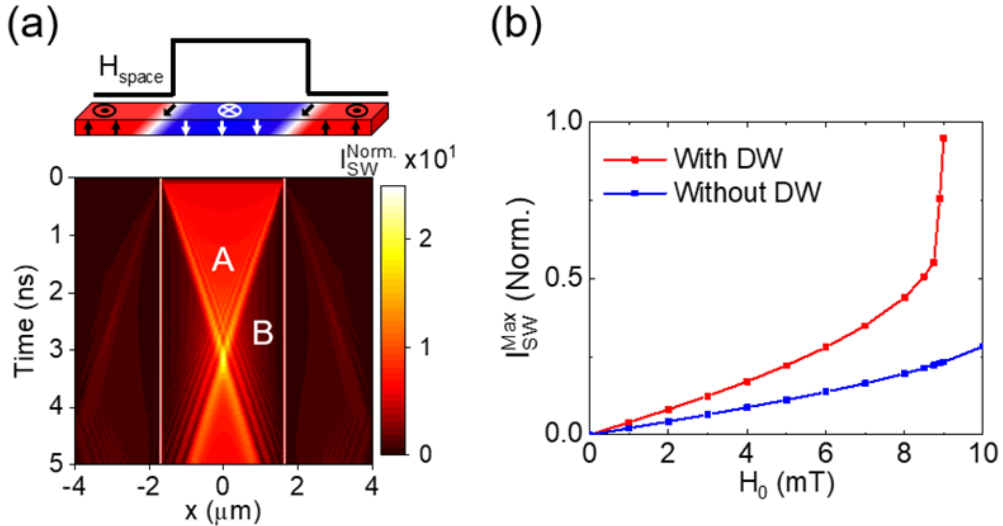 (a)
H_space
I_SW^Norm. x10^1
0
1
2
3
4
5
Time (ns)
A
B
2
1
0
-4
-2
0
2
4
x (μm)
(b)
1.0
0.5
0.0
I_SW^Max (Norm.)
With DW
Without DW
0
2
4
6
8
10
H_0 (mT)